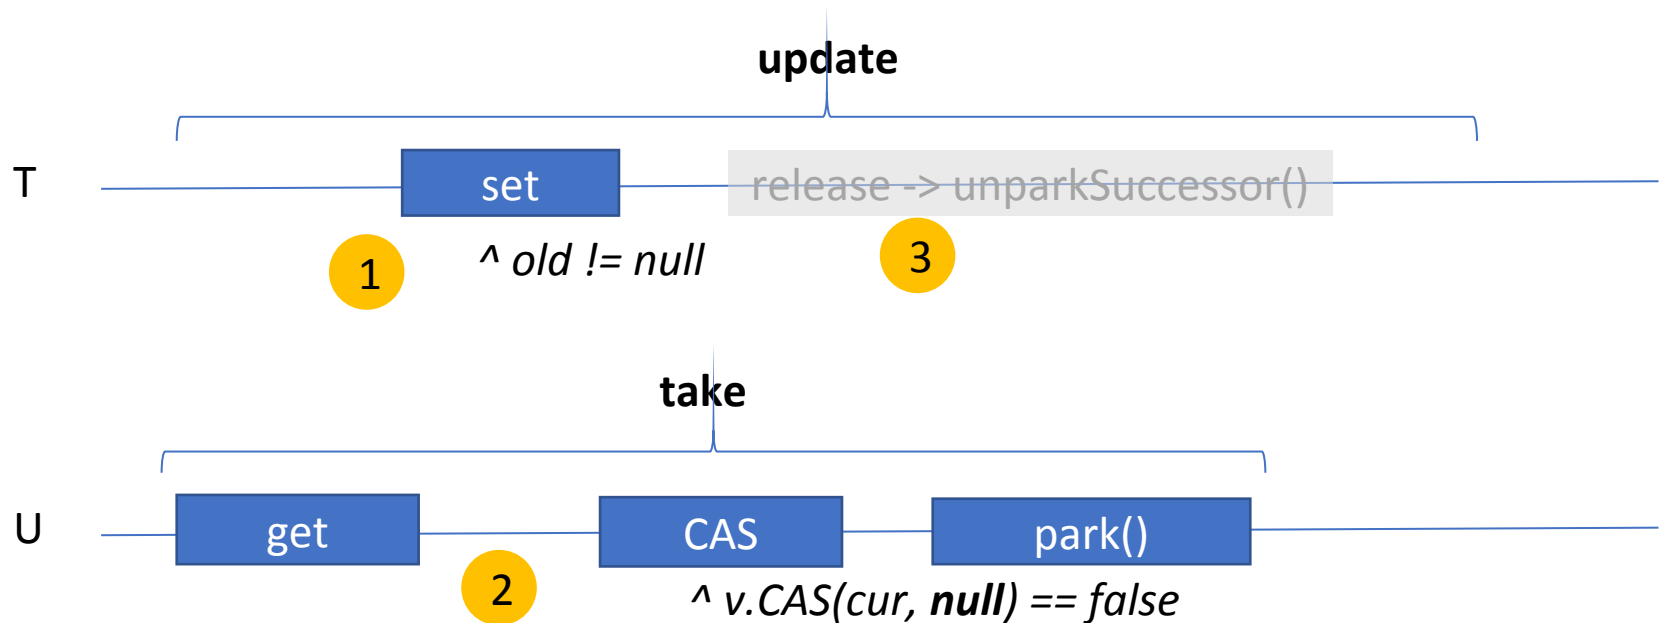 update
T
set
release -> unparkSuccessor()
1
^ old != null
3
take
U
get
CAS
park()
2
^ v.CAS(cur, null) == false